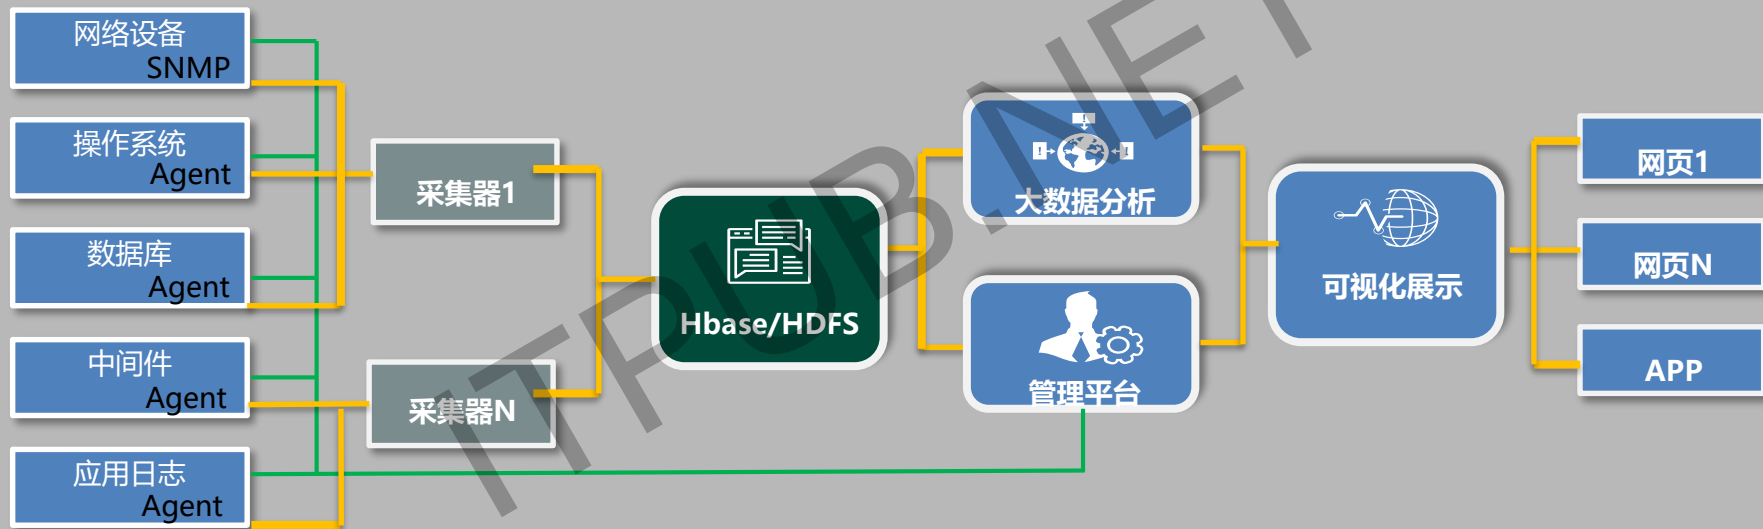 网络设备
SNMP
操作系统
Agent
数据库
Agent
中间件
Agent
应用日志
Agent
采集器1
采集器N
Hbase/HDFS
大数据分析
管理平台
可视化展示
网页1
网页N
APP
ITPUB.NET